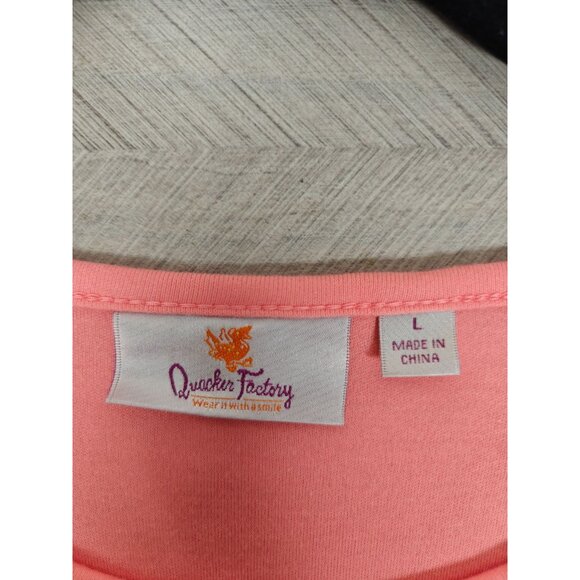 Quacker Factory
Wear it with a smile
L
MADE IN
CHINA